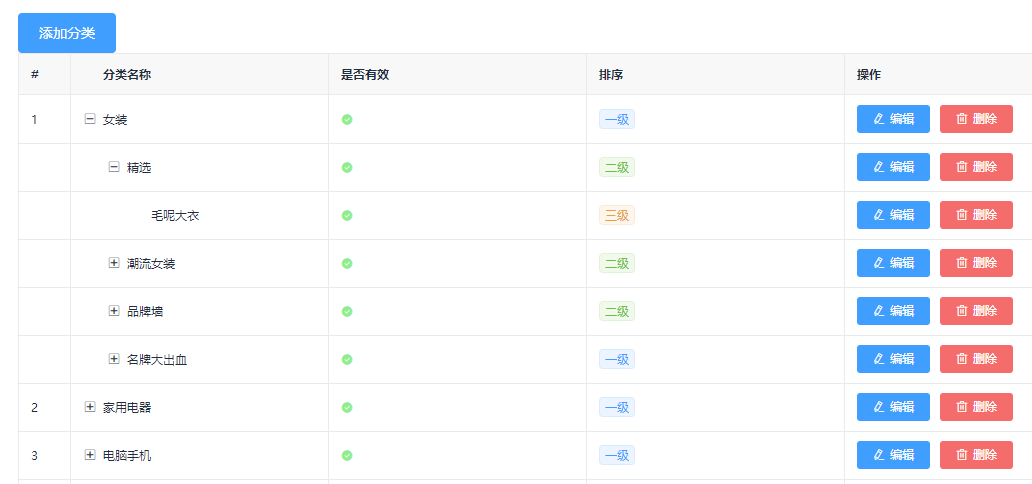 添加分类
# 分类名称 是否有效 排序 操作
1 女装 一级 编辑 删除
精选 二级 编辑 删除
毛呢大衣 三级 编辑 删除
潮流女装 二级 编辑 删除
品牌墙 二级 编辑 删除
名牌大出血 一级 编辑 删除
2 家用电器 一级 编辑 删除
3 电脑手机 一级 编辑 删除